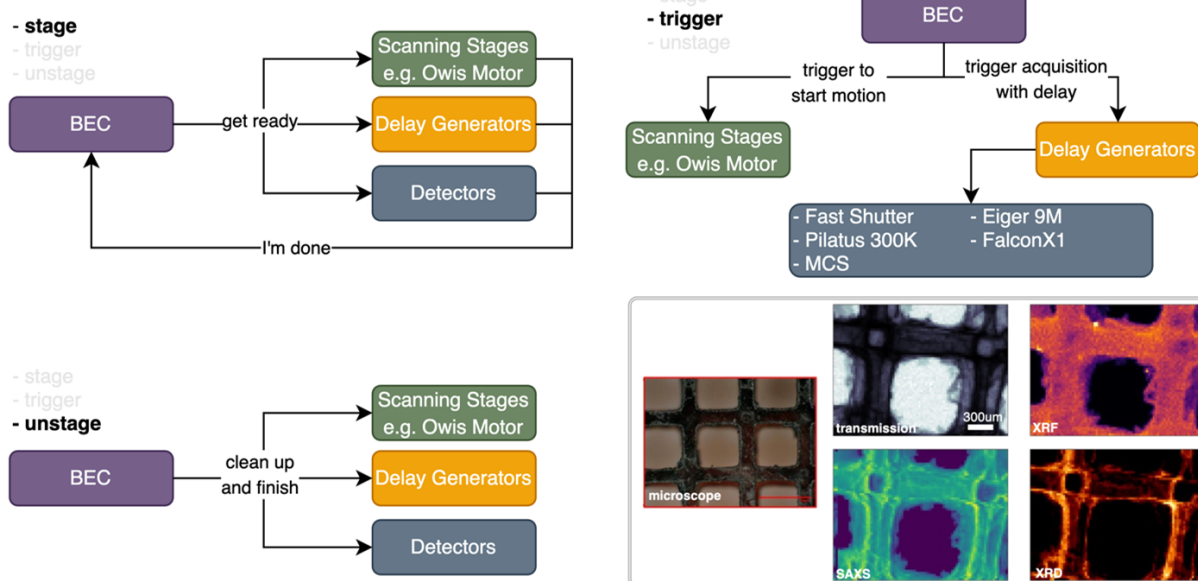 - stage
- trigger
- unstage
BEC
get ready
Scanning Stages
e.g. Owis Motor
Delay Generators
Detectors
I'm done
stage
- trigger
- unstage
BEC
trigger to
start motion
trigger acquisition
with delay
Scanning Stages
e.g. Owis Motor
Delay Generators
- Fast Shutter
- Pilatus 300K
- MCS
- Eiger 9M
- FalconX1
- stage
- trigger
- unstage
BEC
clean up
and finish
Scanning Stages
e.g. Owis Motor
Delay Generators
Detectors
microscope
transmission
300um
XRF
SAXS
XRD